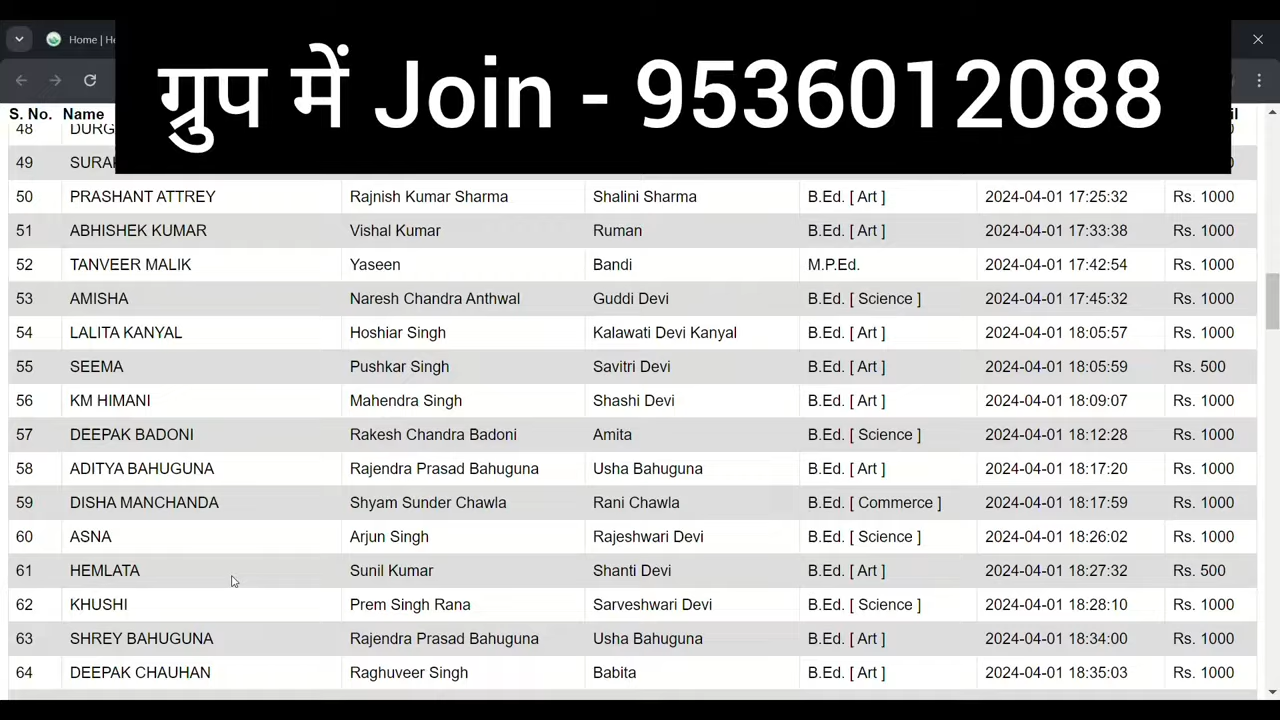 Home | He
ग्रुप में Join - 9536012088
S. No. Name
48 DURG
49 SURA
50 PRASHANT ATTREY Rajnish Kumar Sharma Shalini Sharma B.Ed. [ Art ] 2024-04-01 17:25:32 Rs. 1000
51 ABHISHEK KUMAR Vishal Kumar Ruman B.Ed. [ Art ] 2024-04-01 17:33:38 Rs. 1000
52 TANVEER MALIK Yaseen Bandi M.P.Ed. 2024-04-01 17:42:54 Rs. 1000
53 AMISHA Naresh Chandra Anthwal Guddi Devi B.Ed. [ Science ] 2024-04-01 17:45:32 Rs. 1000
54 LALITA KANYAL Hoshiar Singh Kalawati Devi Kanyal B.Ed. [ Art ] 2024-04-01 18:05:57 Rs. 1000
55 SEEMA Pushkar Singh Savitri Devi B.Ed. [ Art ] 2024-04-01 18:05:59 Rs. 500
56 KM HIMANI Mahendra Singh Shashi Devi B.Ed. [ Art ] 2024-04-01 18:09:07 Rs. 1000
57 DEEPAK BADONI Rakesh Chandra Badoni Amita B.Ed. [ Science ] 2024-04-01 18:12:28 Rs. 1000
58 ADITYA BAHUGUNA Rajendra Prasad Bahuguna Usha Bahuguna B.Ed. [ Art ] 2024-04-01 18:17:20 Rs. 1000
59 DISHA MANCHANDA Shyam Sunder Chawla Rani Chawla B.Ed. [ Commerce ] 2024-04-01 18:17:59 Rs. 1000
60 ASNA Arjun Singh Rajeshwari Devi B.Ed. [ Science ] 2024-04-01 18:26:02 Rs. 1000
61 HEMLATA Sunil Kumar Shanti Devi B.Ed. [ Art ] 2024-04-01 18:27:32 Rs. 500
62 KHUSHI Prem Singh Rana Sarveshwari Devi B.Ed. [ Science ] 2024-04-01 18:28:10 Rs. 1000
63 SHREY BAHUGUNA Rajendra Prasad Bahuguna Usha Bahuguna B.Ed. [ Art ] 2024-04-01 18:34:00 Rs. 1000
64 DEEPAK CHAUHAN Raghuveer Singh Babita B.Ed. [ Art ] 2024-04-01 18:35:03 Rs. 1000